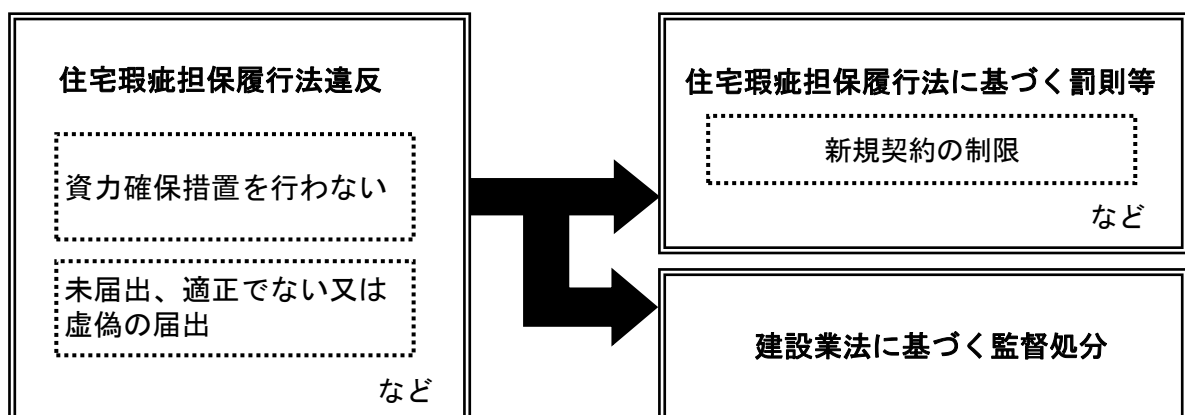 住宅瑕疵担保履行法違反
資力確保措置を行わない
未届出、適正でない又は
虚偽の届出
など
住宅瑕疵担保履行法に基づく罰則等
新規契約の制限
など
建設業法に基づく監督処分